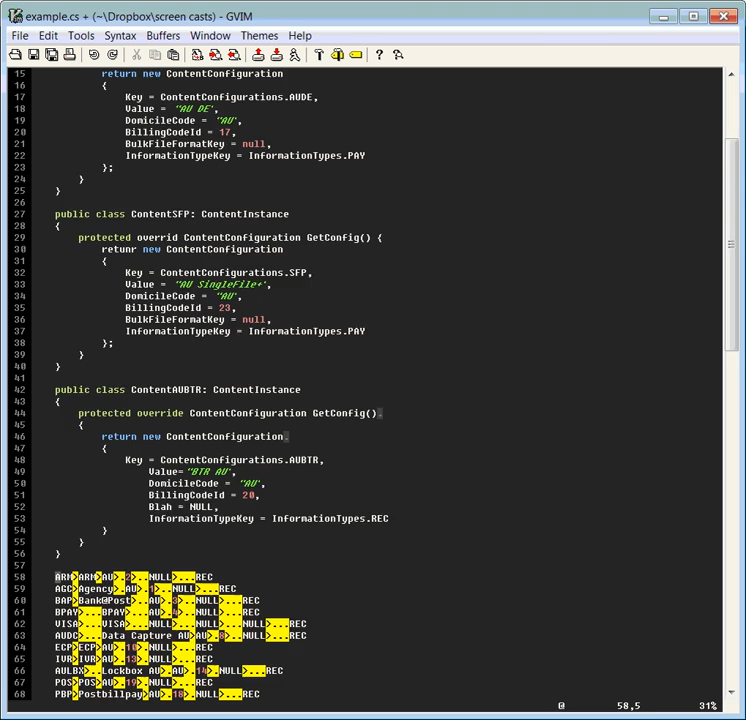 example.cs + (~\Dropbox\screen casts) - GVIM
File Edit Tools Syntax Buffers Window Themes Help
15 return new ContentConfiguration
16 {
17 Key = ContentConfigurations.AUDE,
18 Value = "AU DE",
19 DomicileCode = "AU",
20 BillingCodeId = 17,
21 BulkFileFormatKey = null,
22 InformationTypeKey = InformationTypes.PAY
23 };
24 }
25 }
26
27 public class ContentSFP: ContentInstance
28 {
29 protected overrid ContentConfiguration GetConfig() {
30 retunr new ContentConfiguration
31 {
32 Key = ContentConfigurations.SFP,
33 Value = "AU SingleFile+",
34 DomicileCode = "AU",
35 BillingCodeId = 23,
36 BulkFileFormatKey = null,
37 InformationTypeKey = InformationTypes.PAY
38 };
39 }
40 }
41
42 public class ContentAUBTR: ContentInstance
43 {
44 protected override ContentConfiguration GetConfig().
45 {
46 return new ContentConfiguration.
47 {
48 Key = ContentConfigurations.AUBTR,
49 Value="BTR AU",
50 DomicileCode = "AU",
51 BillingCodeId = 20,
52 Blah = NULL,
53 InformationTypeKey = InformationTypes.REC
54 }
55 }
56 }
57
58 ARM>ARM>AU>.2>..NULL>...REC
59 AGC>Agency>.AU>.1>..NULL>...REC
60 BAP>Bank@Post>AU>.3>..NULL>...REC
61 BPAY>...BPAY>...AU>.4>..NULL>...REC
62 VISA>...VISA>...NULL>...NULL>...NULL>...REC
63 AUDC>...Data Capture AU>AU>.8>..NULL>...REC
64 ECP>ECP>AU>.10>.NULL>...REC
65 IVR>IVR>AU>.13>.NULL>...REC
66 AULBX>..Lockbox AU>.AU>.14>.NULL>...REC
67 POS>POS>AU>.19>.NULL>...REC
68 PBP>Postbillpay>AU>.18>.NULL>...REC
@ 58,5 31%